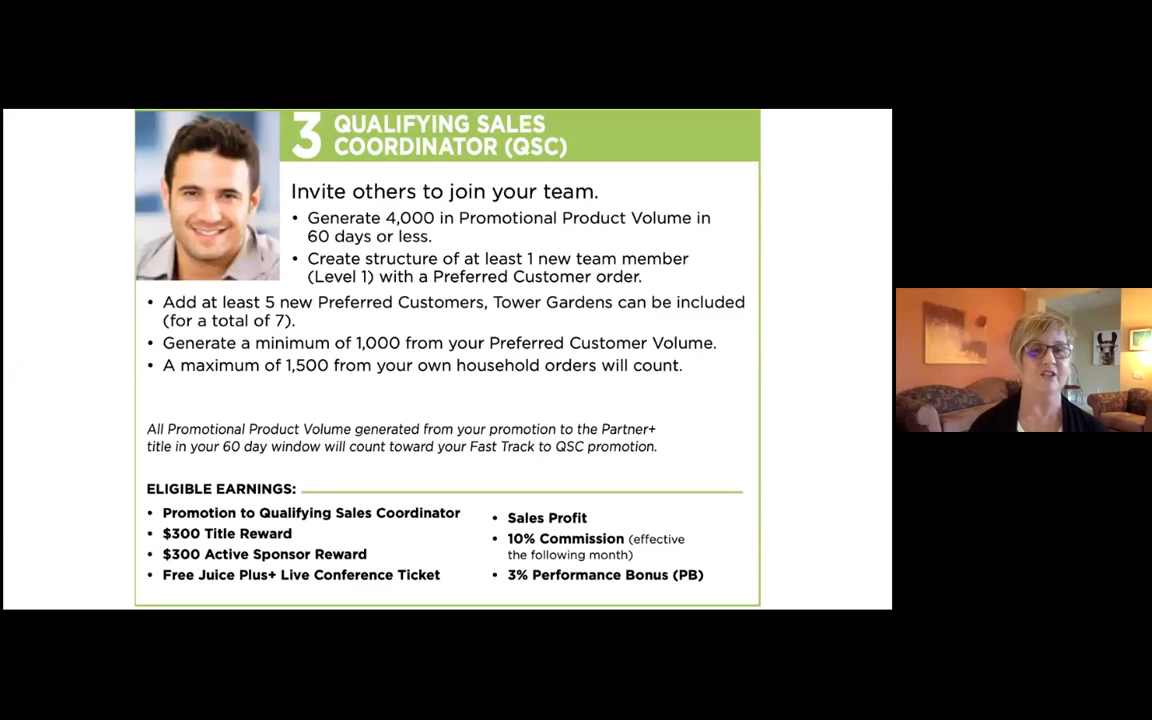 3 QUALIFYING SALES
COORDINATOR (QSC)
Invite others to join your team.
• Generate 4,000 in Promotional Product Volume in
60 days or less.
• Create structure of at least 1 new team member
(Level 1) with a Preferred Customer order.
• Add at least 5 new Preferred Customers, Tower Gardens can be included
(for a total of 7).
• Generate a minimum of 1,000 from your Preferred Customer Volume.
• A maximum of 1,500 from your own household orders will count.
All Promotional Product Volume generated from your promotion to the Partner+
title in your 60 day window will count toward your Fast Track to QSC promotion.
ELIGIBLE EARNINGS:
• Promotion to Qualifying Sales Coordinator
• $300 Title Reward
• $300 Active Sponsor Reward
• Free Juice Plus+ Live Conference Ticket
• Sales Profit
• 10% Commission (effective
the following month)
• 3% Performance Bonus (PB)